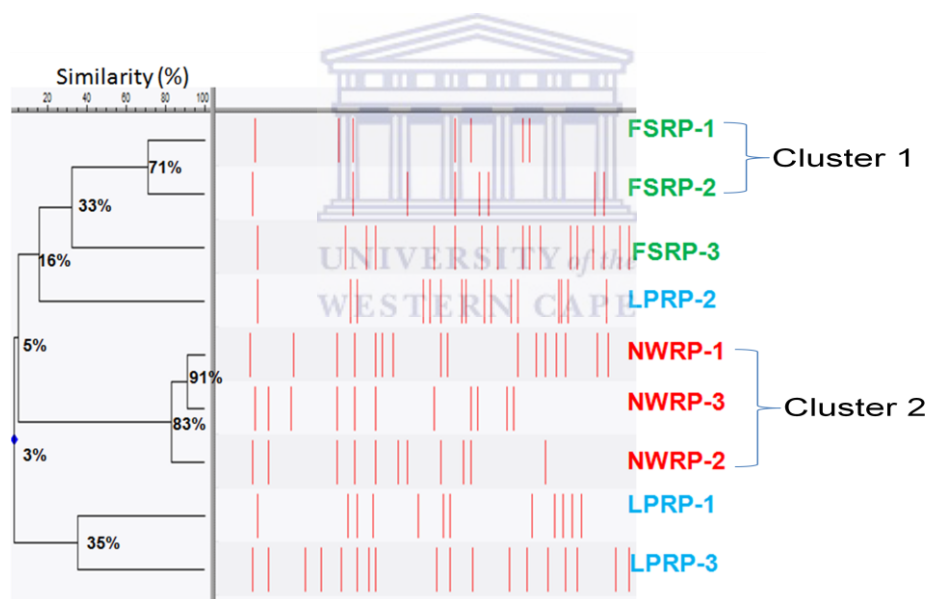 Similarity (%)
20 40 60 80 100
FSRP-1
71%
Cluster 1
FSRP-2
33%
FSRP-3
16%
UNIVERSITY of the
WESTERN CAPE
LPRP-2
5%
NWRP-1
91%
NWRP-3
Cluster 2
83%
NWRP-2
3%
LPRP-1
35%
LPRP-3